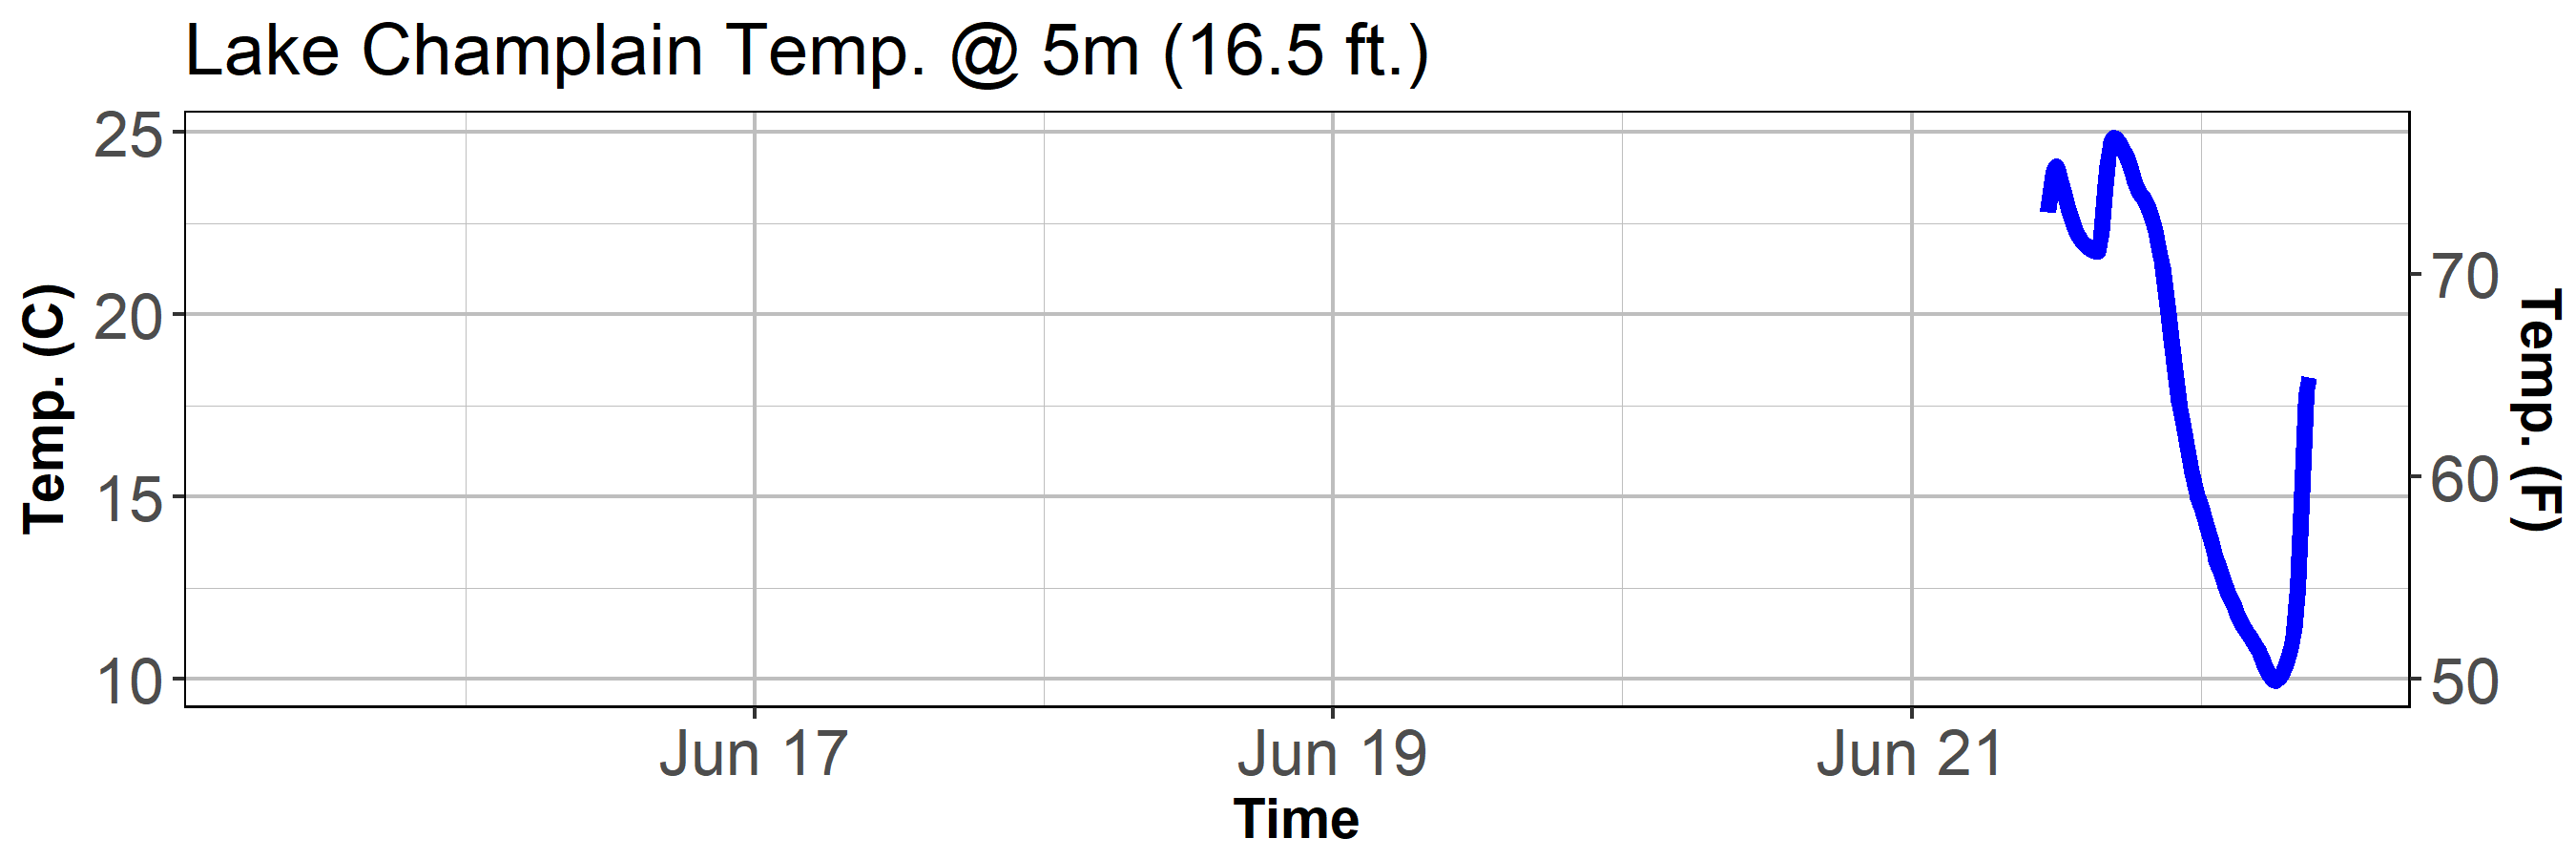 Lake Champlain Temp. @ 5m (16.5 ft.)
25
20
15
10
Temp. (C)
70
60
50
Temp. (F)
Jun 17
Jun 19
Jun 21
Time